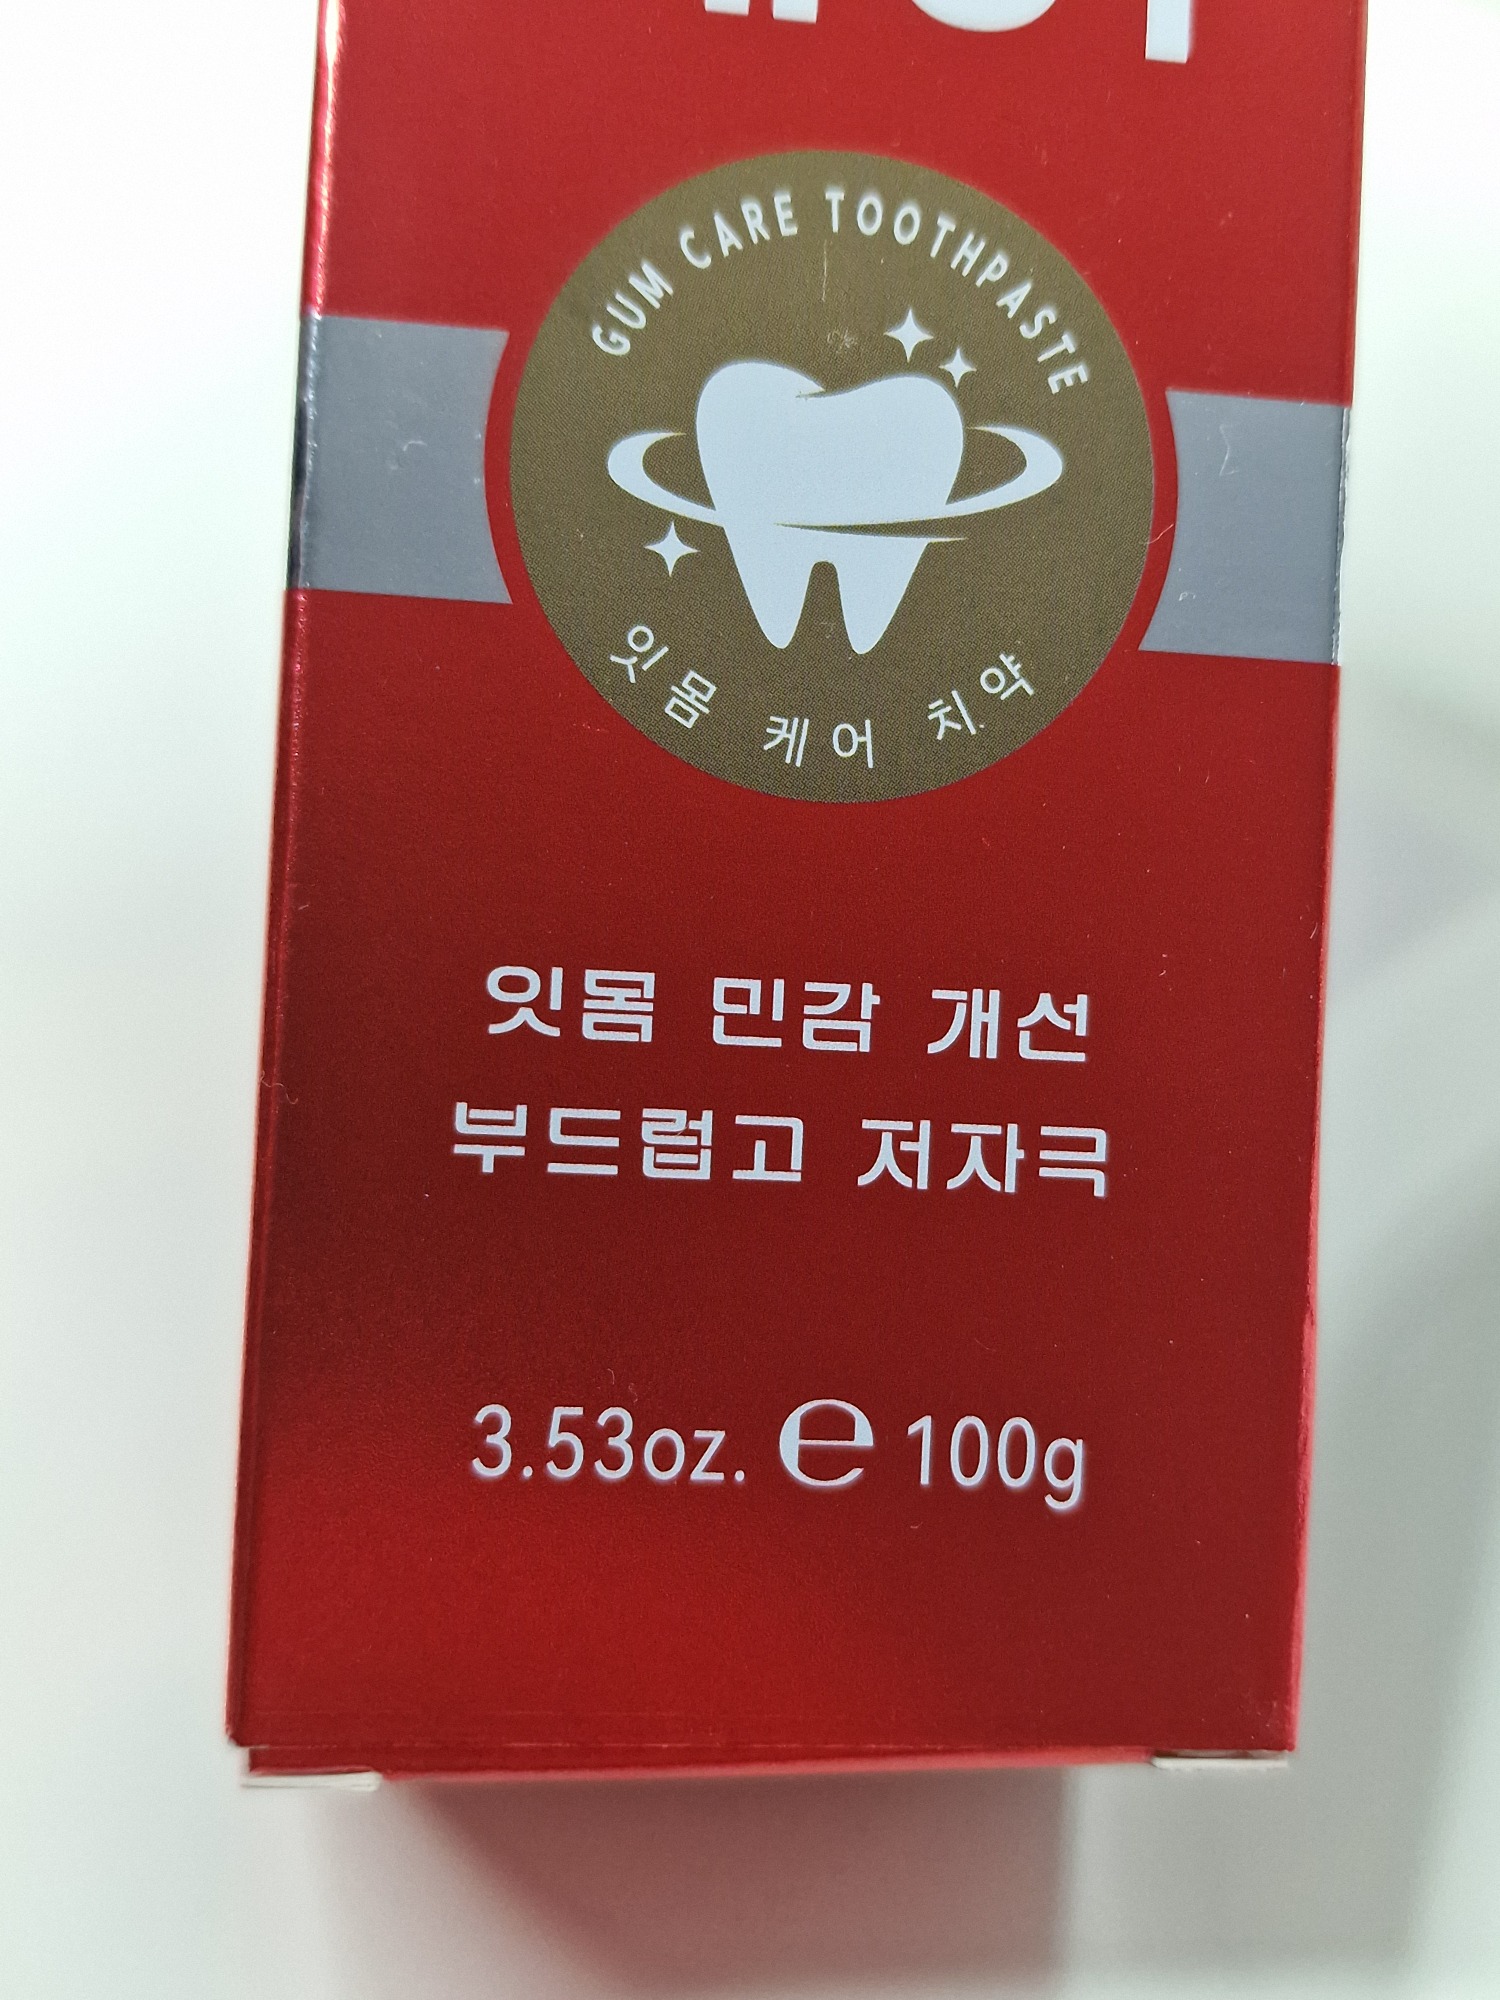 GUM CARE TOOTHPASTE
잇몸 케어 치약
잇몸 민감 개선
부드럽고 저자극
3.53oz. ℮ 100g